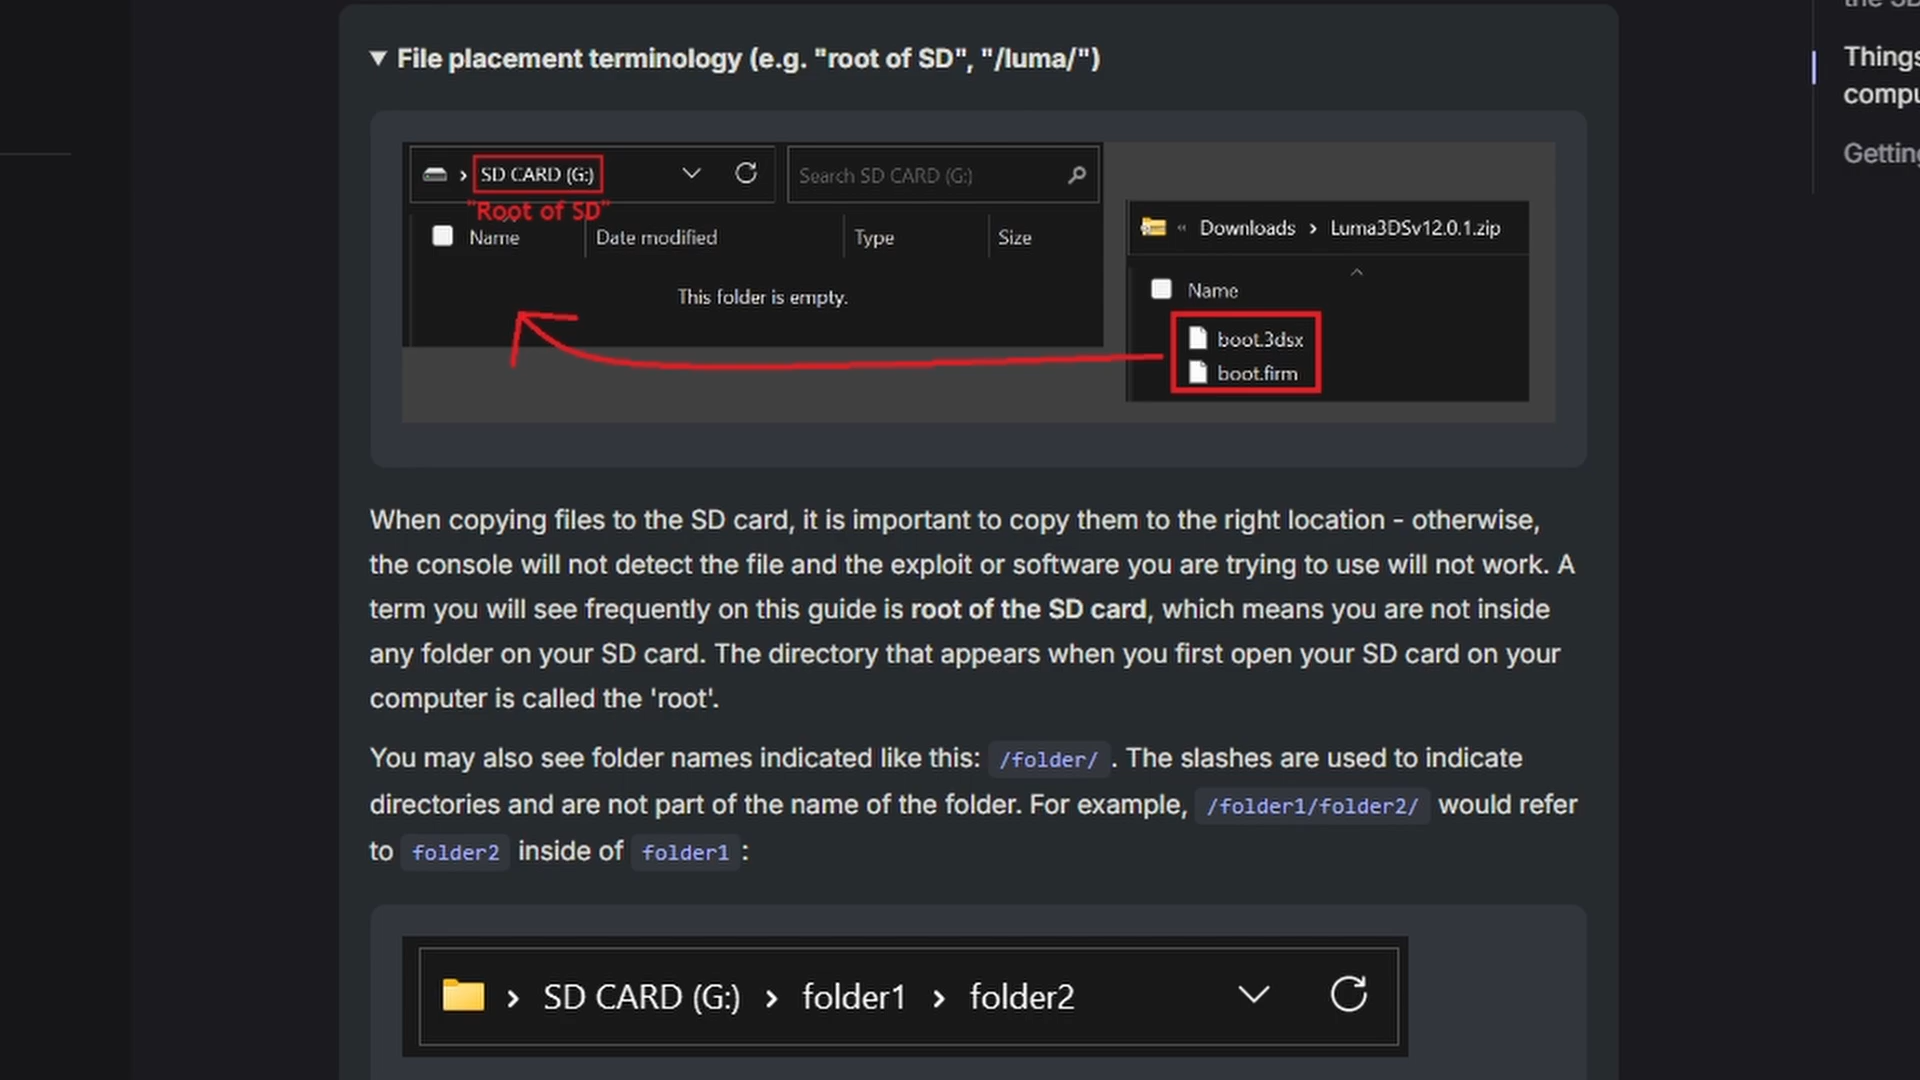 the SD
▼ File placement terminology (e.g. "root of SD", "/luma/")
Things
compu
Getting
SD CARD (G:)
Search SD CARD (G:)
"Root of SD"
Name
Date modified
Type
Size
This folder is empty.
« Downloads › Luma3DSv12.0.1.zip
Name
boot.3dsx
boot.firm
When copying files to the SD card, it is important to copy them to the right location - otherwise,
the console will not detect the file and the exploit or software you are trying to use will not work. A
term you will see frequently on this guide is root of the SD card, which means you are not inside
any folder on your SD card. The directory that appears when you first open your SD card on your
computer is called the 'root'.
You may also see folder names indicated like this: /folder/ . The slashes are used to indicate
directories and are not part of the name of the folder. For example, /folder1/folder2/ would refer
to folder2 inside of folder1 :
› SD CARD (G:) › folder1 › folder2